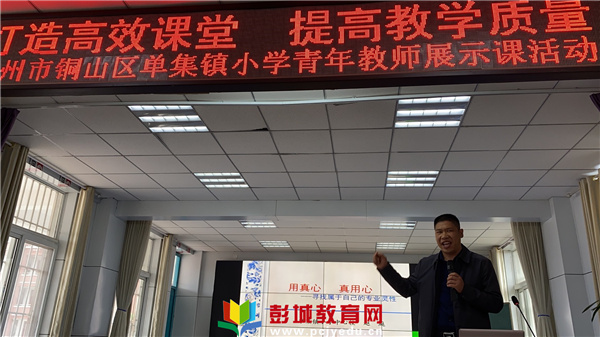 打造高效课堂 提高教学质量
州市铜山区单集镇小学青年教师展示课活动
用真心 真用心
——寻找属于自己的专业灵性
彭城教育网
www.pcjyedu.cn